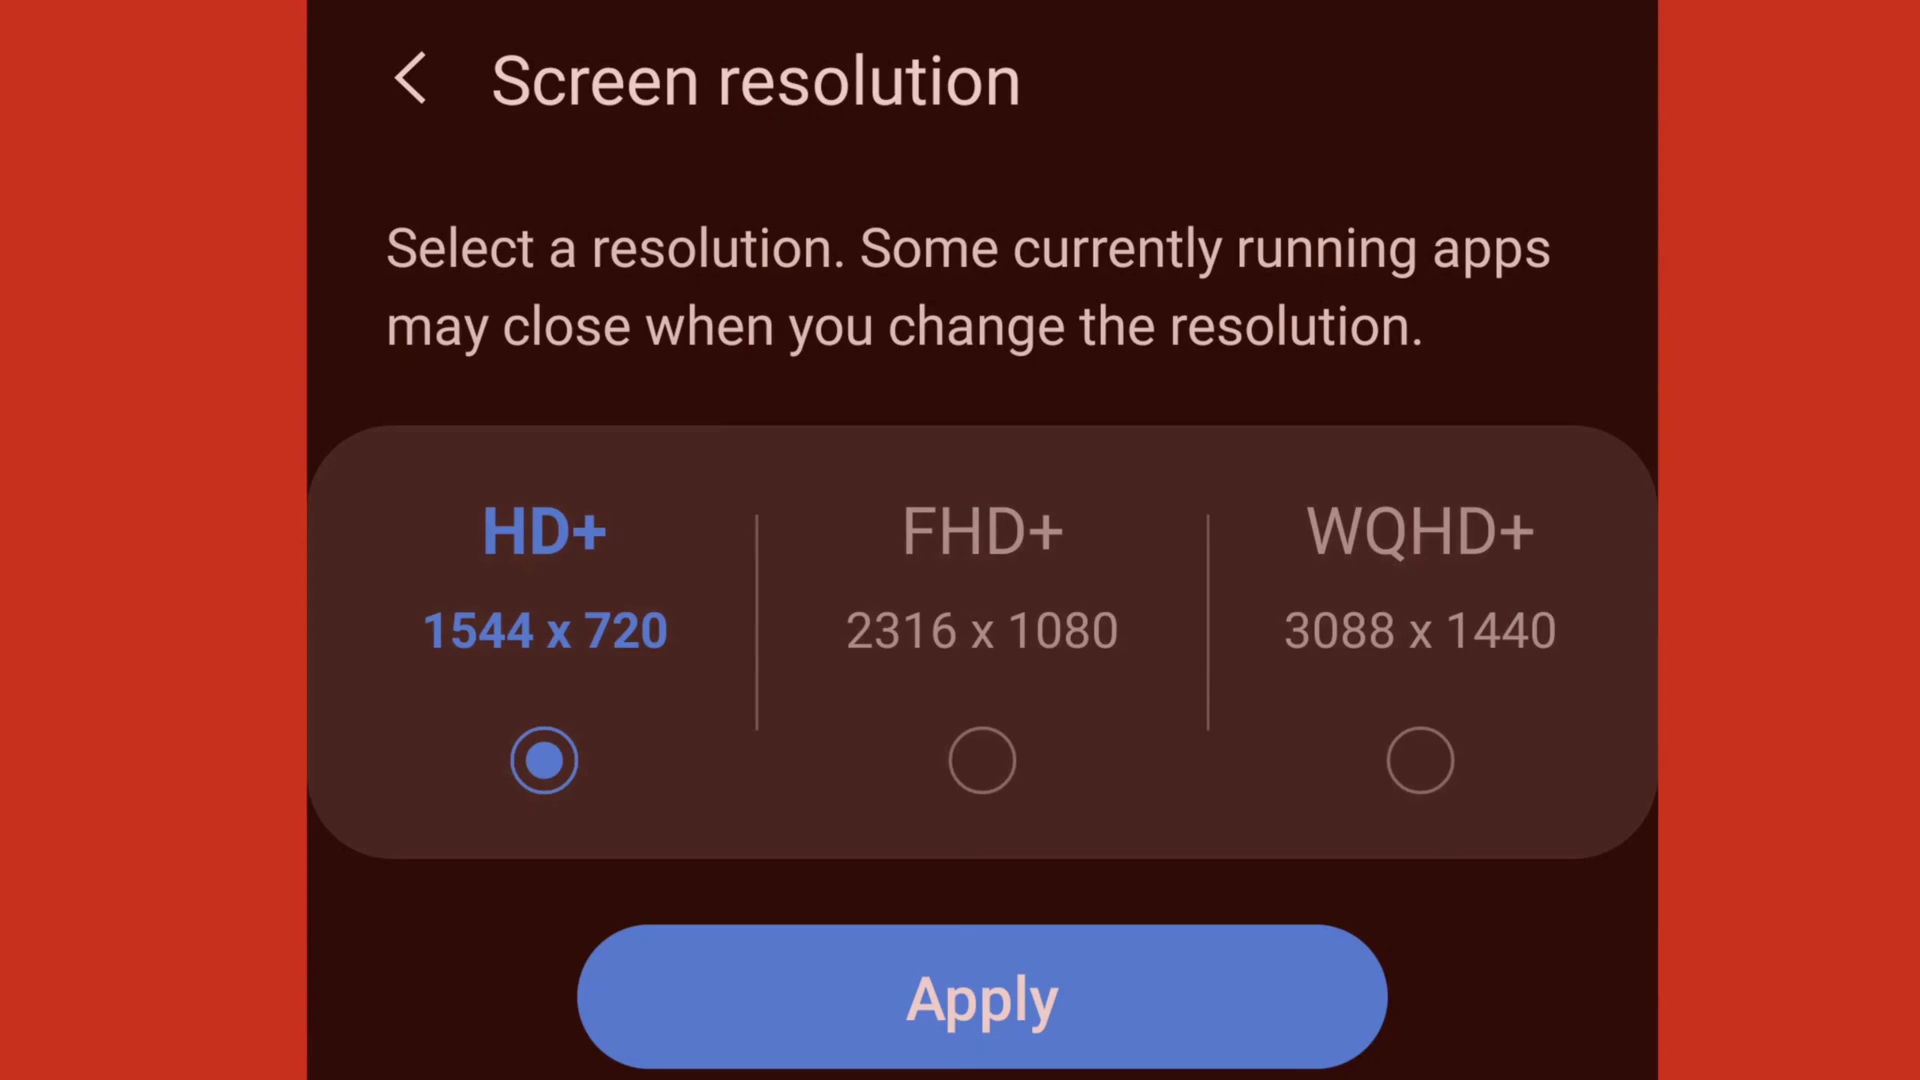 Screen resolution
Select a resolution. Some currently running apps
may close when you change the resolution.
HD+ FHD+ WQHD+
1544 x 720 2316 x 1080 3088 x 1440
Apply